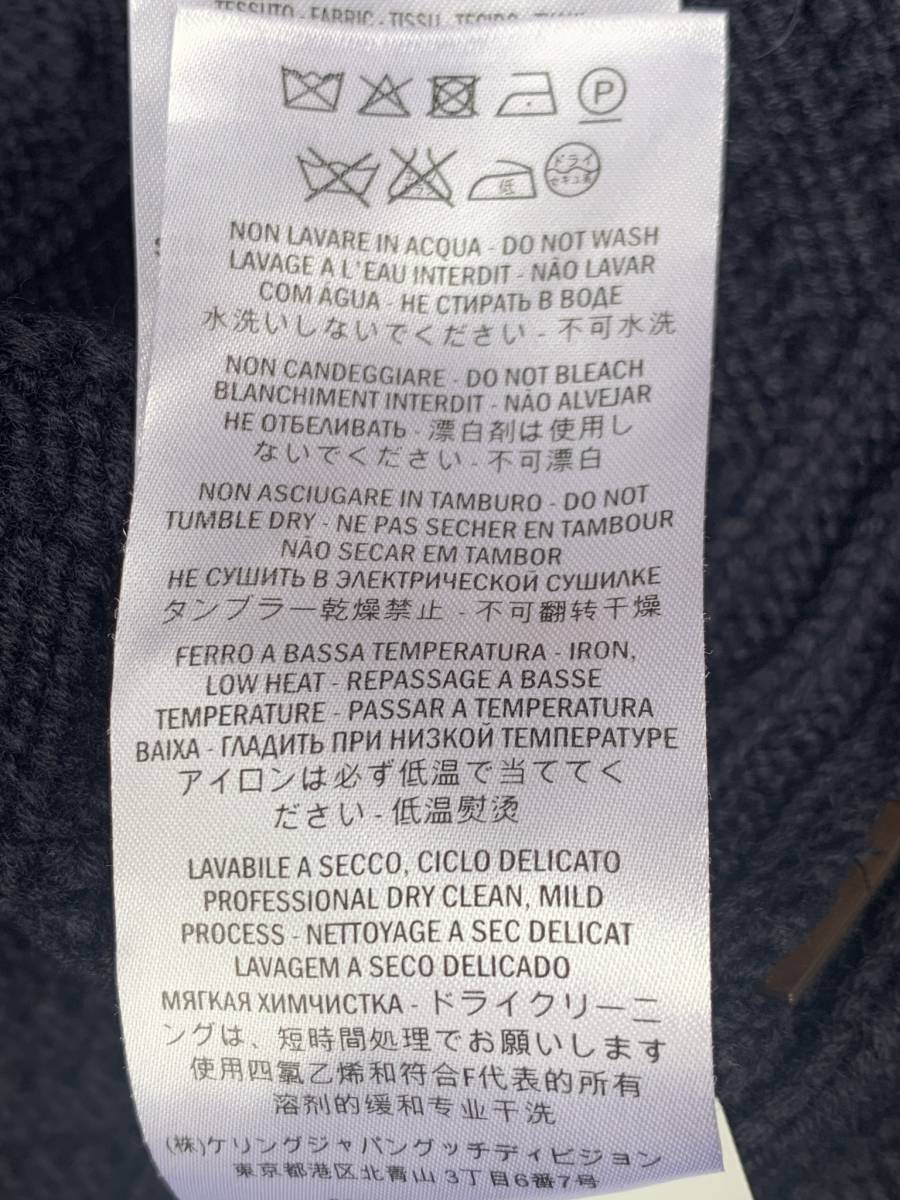 TESSUTO - FABRIC - TISSU
P
低
ドライ
セキユ系
NON LAVARE IN ACQUA - DO NOT WASH
LAVAGE A L'EAU INTERDIT - NÃO LAVAR
COM ÁGUA - НЕ СТИРАТЬ В ВОДЕ
水洗いしないでください - 不可水洗
NON CANDEGGIARE - DO NOT BLEACH
BLANCHIMENT INTERDIT - NÃO ALVEJAR
НЕ ОТБЕЛИВАТЬ - 漂白剤は使用し
ないでください - 不可漂白
NON ASCIUGARE IN TAMBURO - DO NOT
TUMBLE DRY - NE PAS SECHER EN TAMBOUR
NÃO SECAR EM TAMBOR
НЕ СУШИТЬ В ЭЛЕКТРИЧЕСКОЙ СУШИЛКЕ
タンブラー乾燥禁止 - 不可翻转干燥
FERRO A BASSA TEMPERATURA - IRON,
LOW HEAT - REPASSAGE A BASSE
TEMPERATURE - PASSAR A TEMPERATURA
BAIXA - ГЛАДИТЬ ПРИ НИЗКОЙ ТЕМПЕРАТУРЕ
アイロンは必ず低温で当ててく
ださい - 低温熨烫
LAVABILE A SECCO, CICLO DELICATO
PROFESSIONAL DRY CLEAN, MILD
PROCESS - NETTOYAGE A SEC DELICAT
LAVAGEM A SECO DELICADO
МЯГКАЯ ХИМЧИСТКА - ドライクリーニ
ングは、短時間処理でお願いします
使用四氯乙烯和符合F代表的所有
溶剂的缓和专业干洗
(株)ケリングジャパングッチディビジョン
東京都港区北青山 3丁目6番7号